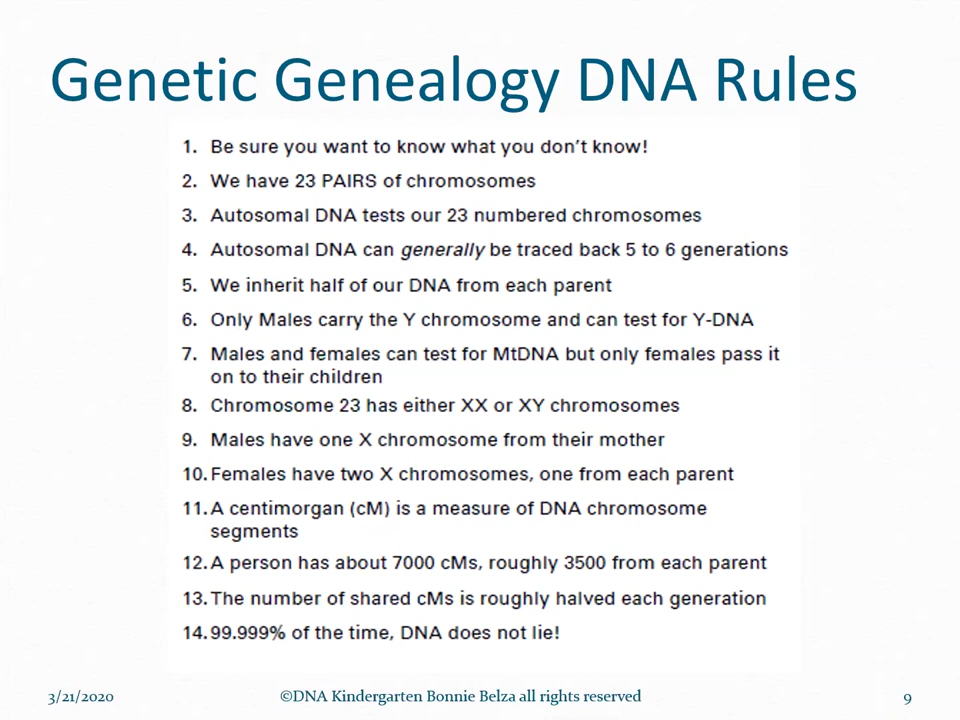 Genetic Genealogy DNA Rules
1. Be sure you want to know what you don't know!
2. We have 23 PAIRS of chromosomes
3. Autosomal DNA tests our 23 numbered chromosomes
4. Autosomal DNA can generally be traced back 5 to 6 generations
5. We inherit half of our DNA from each parent
6. Only Males carry the Y chromosome and can test for Y-DNA
7. Males and females can test for MtDNA but only females pass it
on to their children
8. Chromosome 23 has either XX or XY chromosomes
9. Males have one X chromosome from their mother
10. Females have two X chromosomes, one from each parent
11. A centimorgan (cM) is a measure of DNA chromosome
segments
12. A person has about 7000 cMs, roughly 3500 from each parent
13. The number of shared cMs is roughly halved each generation
14. 99.999% of the time, DNA does not lie!
3/21/2020 ©DNA Kindergarten Bonnie Belza all rights reserved 9